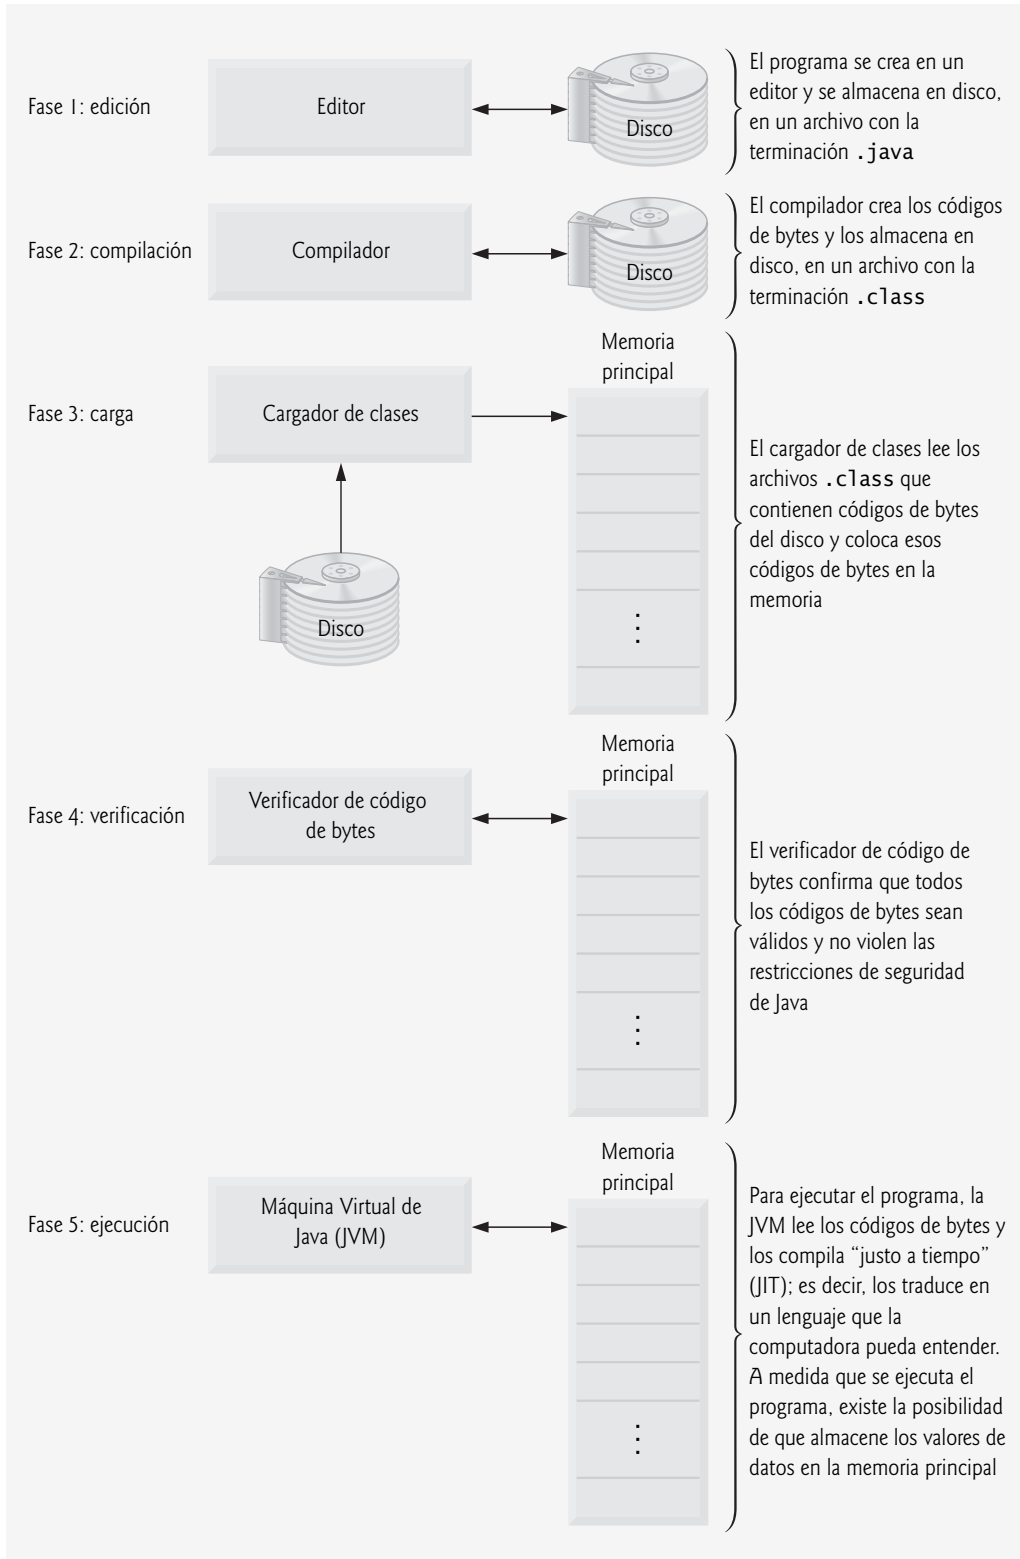 Fase 1: edición
Editor
Disco
El programa se crea en un
editor y se almacena en disco,
en un archivo con la
terminación .java
Fase 2: compilación
Compilador
Disco
El compilador crea los códigos
de bytes y los almacena en
disco, en un archivo con la
terminación .class
Fase 3: carga
Cargador de clases
Disco
Memoria
principal
El cargador de clases lee los
archivos .class que
contienen códigos de bytes
del disco y coloca esos
códigos de bytes en la
memoria
Fase 4: verificación
Verificador de código
de bytes
Memoria
principal
El verificador de código de
bytes confirma que todos
los códigos de bytes sean
válidos y no violen las
restricciones de seguridad
de Java
Fase 5: ejecución
Máquina Virtual de
Java (JVM)
Memoria
principal
Para ejecutar el programa, la
JVM lee los códigos de bytes y
los compila “justo a tiempo”
(JIT); es decir, los traduce en
un lenguaje que la
computadora pueda entender.
A medida que se ejecuta el
programa, existe la posibilidad
de que almacene los valores de
datos en la memoria principal